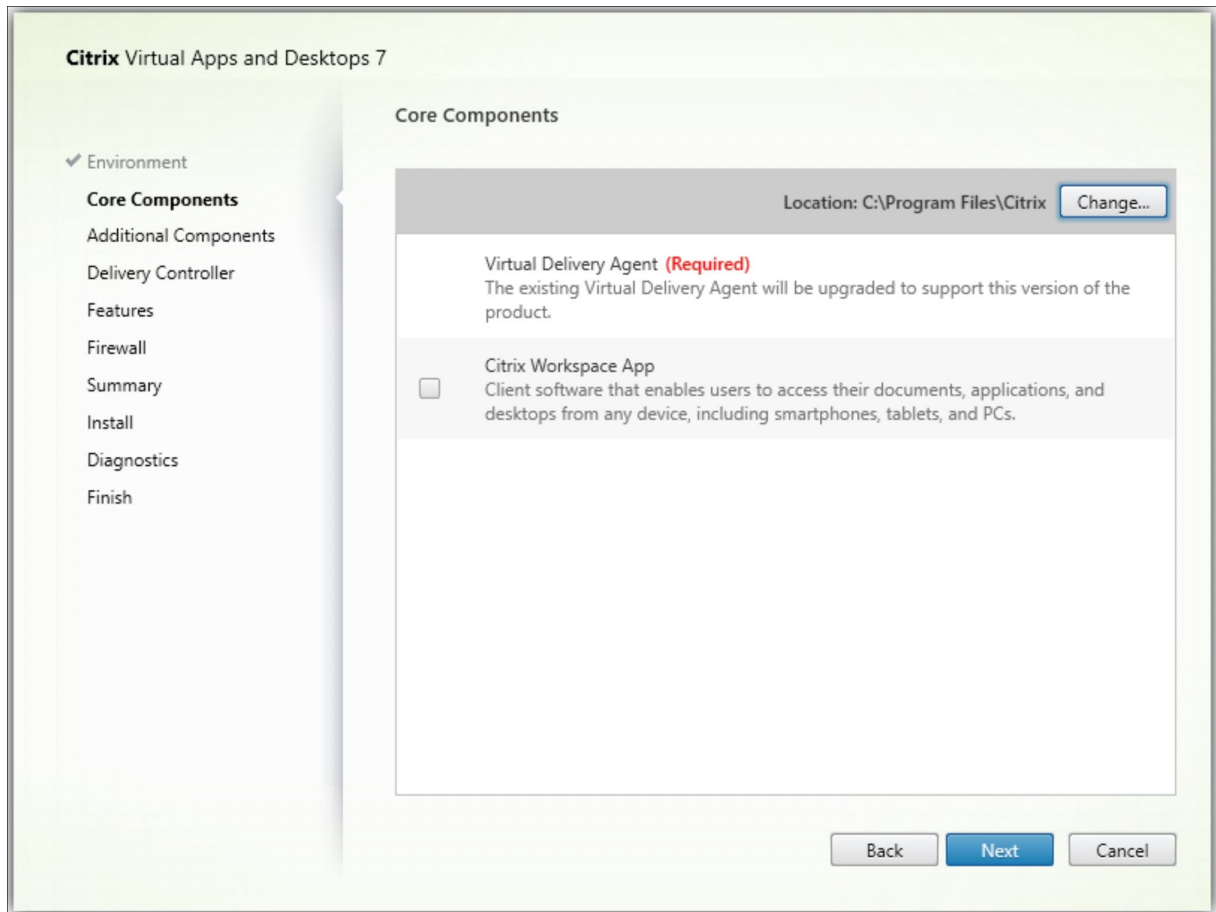 Citrix Virtual Apps and Desktops 7
Core Components
Environment
Core Components
Additional Components
Delivery Controller
Features
Firewall
Summary
Install
Diagnostics
Finish
Location: C:\Program Files\Citrix
Change...
Virtual Delivery Agent (Required)
The existing Virtual Delivery Agent will be upgraded to support this version of the
product.
Citrix Workspace App
Client software that enables users to access their documents, applications, and
desktops from any device, including smartphones, tablets, and PCs.
Back
Next
Cancel